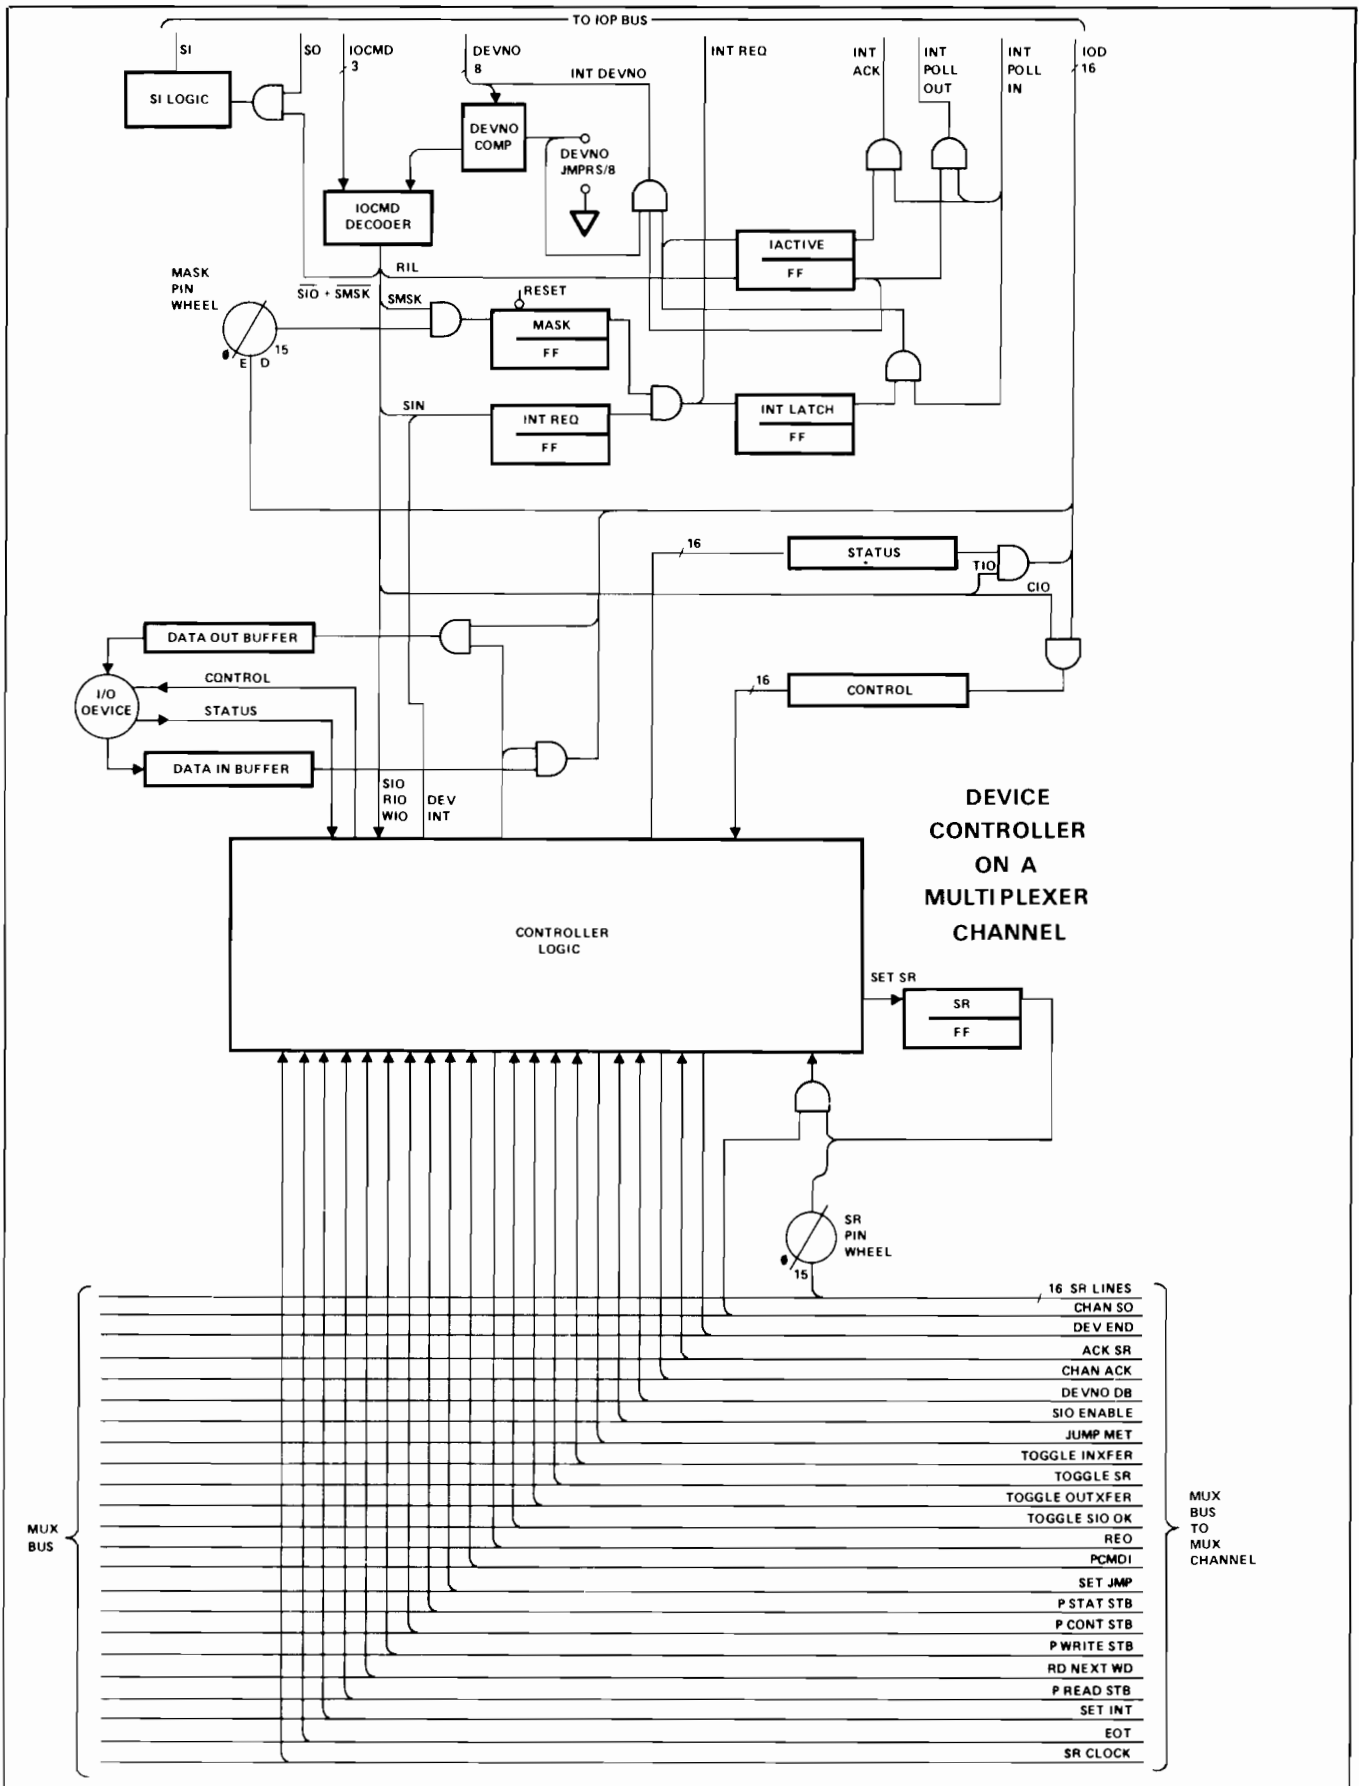 TO IOP BUS
SI
SO
IOCMD
3
DEVNO
8
INT DEVNO
INT REQ
INT
ACK
INT
POLL
OUT
INT
POLL
IN
IOD
16
SI LOGIC
DEVNO
COMP
DEVNO
JMPRS/8
IOCMD
DECODER
IACTIVE
FF
MASK
PIN
WHEEL
RIL
SIO + SMSK
SMSK
RESET
MASK
FF
15
E D
SIN
INT REQ
FF
INT LATCH
FF
16
STATUS
TIO
CIO
DATA OUT BUFFER
CONTROL
I/O
DEVICE
STATUS
16
CONTROL
DATA IN BUFFER
SIO
RIO
WIO
DEV
INT
DEVICE
CONTROLLER
ON A
MULTIPLEXER
CHANNEL
CONTROLLER
LOGIC
SET SR
SR
FF
SR
PIN
WHEEL
15
16 SR LINES
CHAN SO
DEV END
ACK SR
CHAN ACK
DEVNO DB
SIO ENABLE
JUMP MET
TOGGLE INXFER
TOGGLE SR
TOGGLE OUTXFER
TOGGLE SIO OK
REO
PCMDI
SET JMP
P STAT STB
P CONT STB
P WRITE STB
RD NEXT WD
P READ STB
SET INT
EOT
SR CLOCK
MUX
BUS
MUX
BUS
TO
MUX
CHANNEL